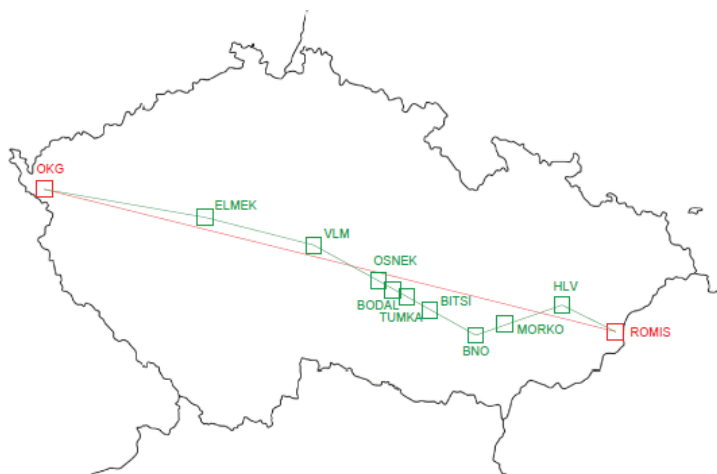 OKG
ELMEK
VLM
OSNEK
HLV
BODAL
BITSI
TUMKA
MORKO
ROMIS
BNO